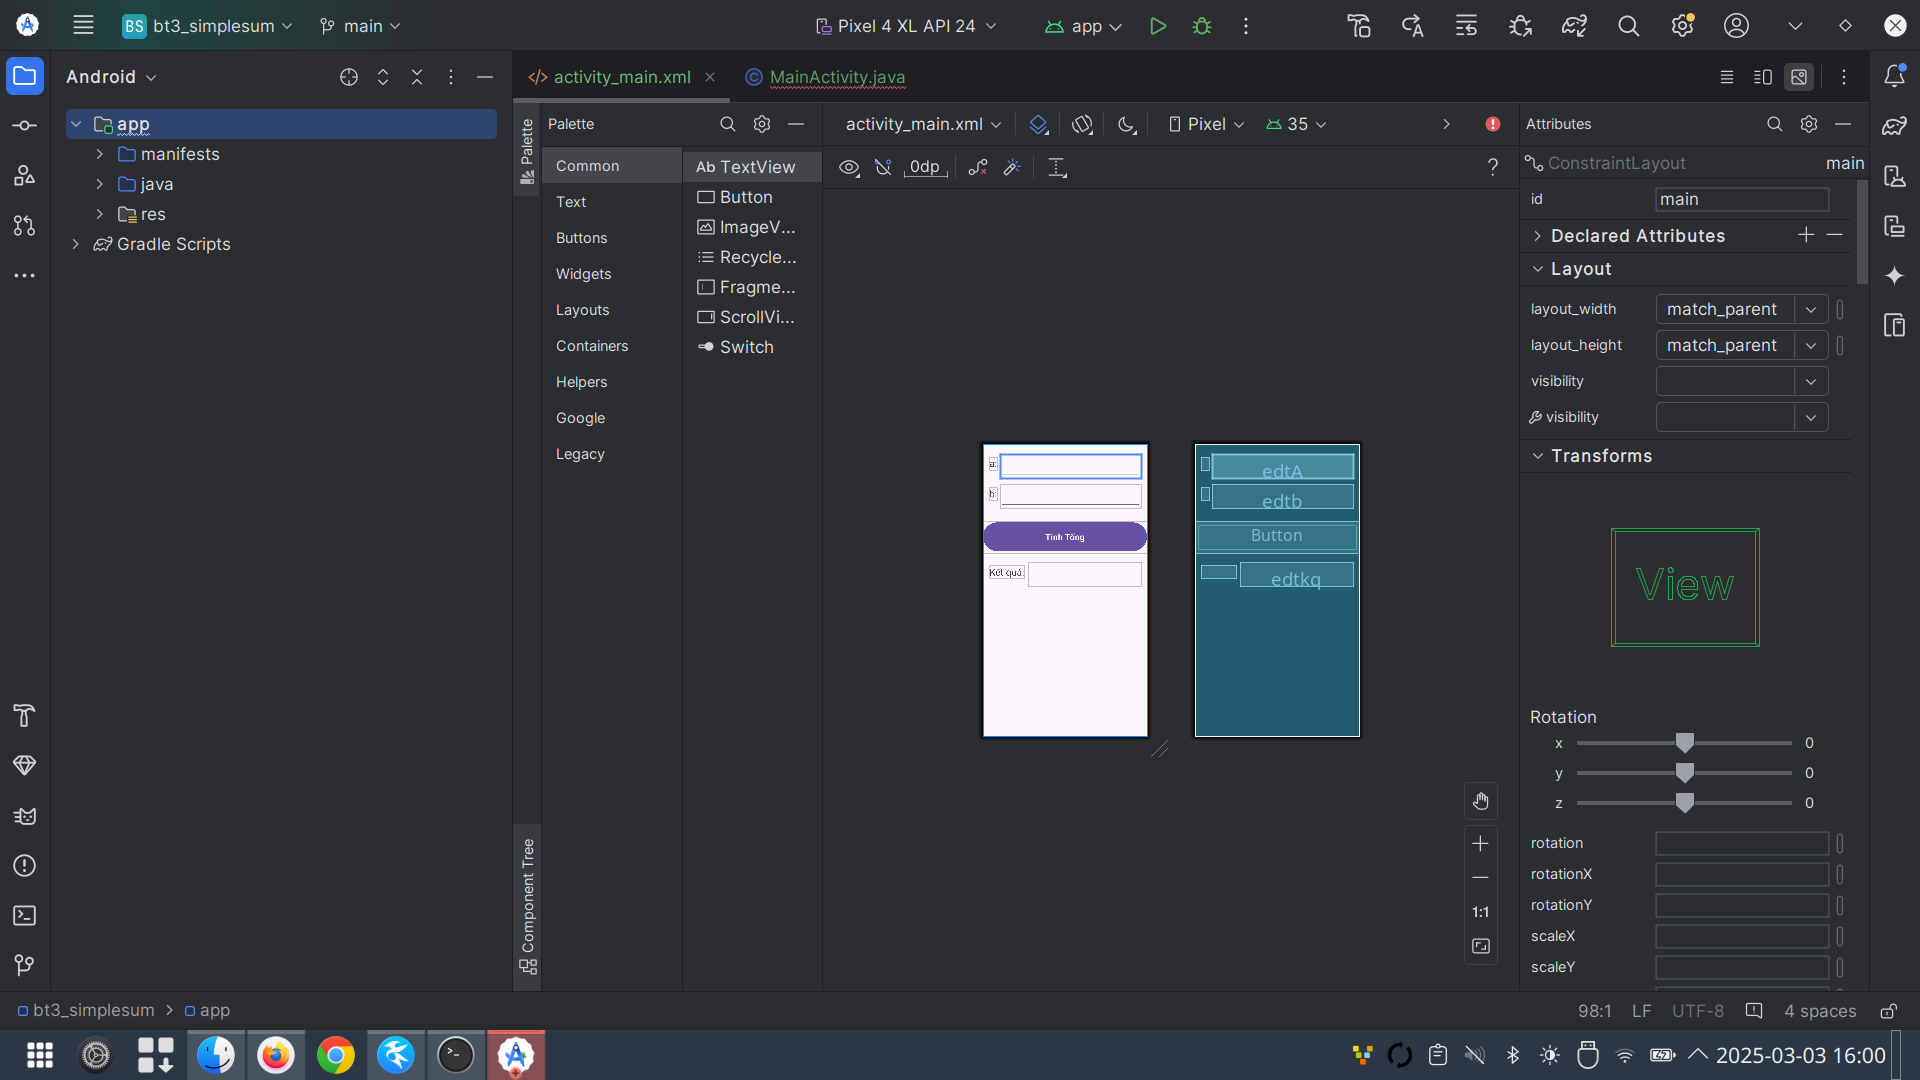 BS bt3_simplesum
main
Pixel 4 XL API 24
app
Android
activity_main.xml
MainActivity.java
app
manifests
java
res
Gradle Scripts
Palette
Component Tree
Palette
Common
Text
Buttons
Widgets
Layouts
Containers
Helpers
Google
Legacy
Ab TextView
Button
ImageV...
Recycle...
Fragme...
ScrollVi...
Switch
activity_main.xml
Pixel
35
0dp
?
a:
b:
Tính Tổng
Kết quả:
edtA
edtb
Button
edtkq
1:1
Attributes
ConstraintLayout
main
id
main
Declared Attributes
Layout
layout_width
match_parent
layout_height
match_parent
visibility
visibility
Transforms
View
Rotation
x
0
y
0
z
0
rotation
rotationX
rotationY
scaleX
scaleY
bt3_simplesum > app
98:1
LF
UTF-8
4 spaces
2025-03-03 16:00